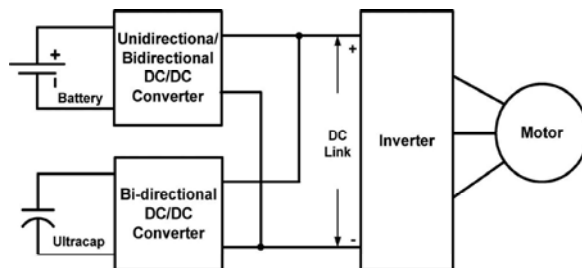 Unidirectiona/
Bidirectional
DC/DC
Converter
+
Battery
Bi-directional
DC/DC
Converter
Ultracap
+
DC
Link
-
Inverter
Motor